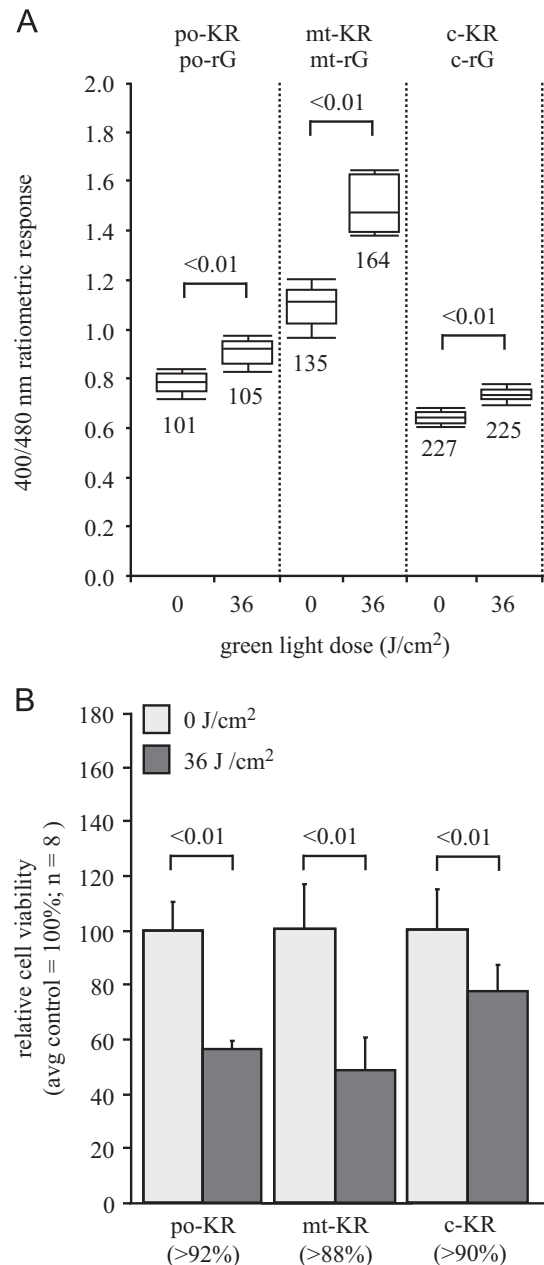 A
po-KR mt-KR c-KR
po-rG mt-rG c-rG
2.0
1.8
1.6
1.4
1.2
1.0
0.8
0.6
0.4
0.2
0.0
400/480 nm ratiometric response
<0.01
<0.01
<0.01
101
105
135
164
227
225
0 36 0 36 0 36
green light dose (J/cm²)
B
180
160
140
120
100
80
60
40
20
0
relative cell viability
(avg control = 100%; n = 8 )
0 J/cm²
36 J /cm²
<0.01 <0.01 <0.01
po-KR mt-KR c-KR
(>92%) (>88%) (>90%)